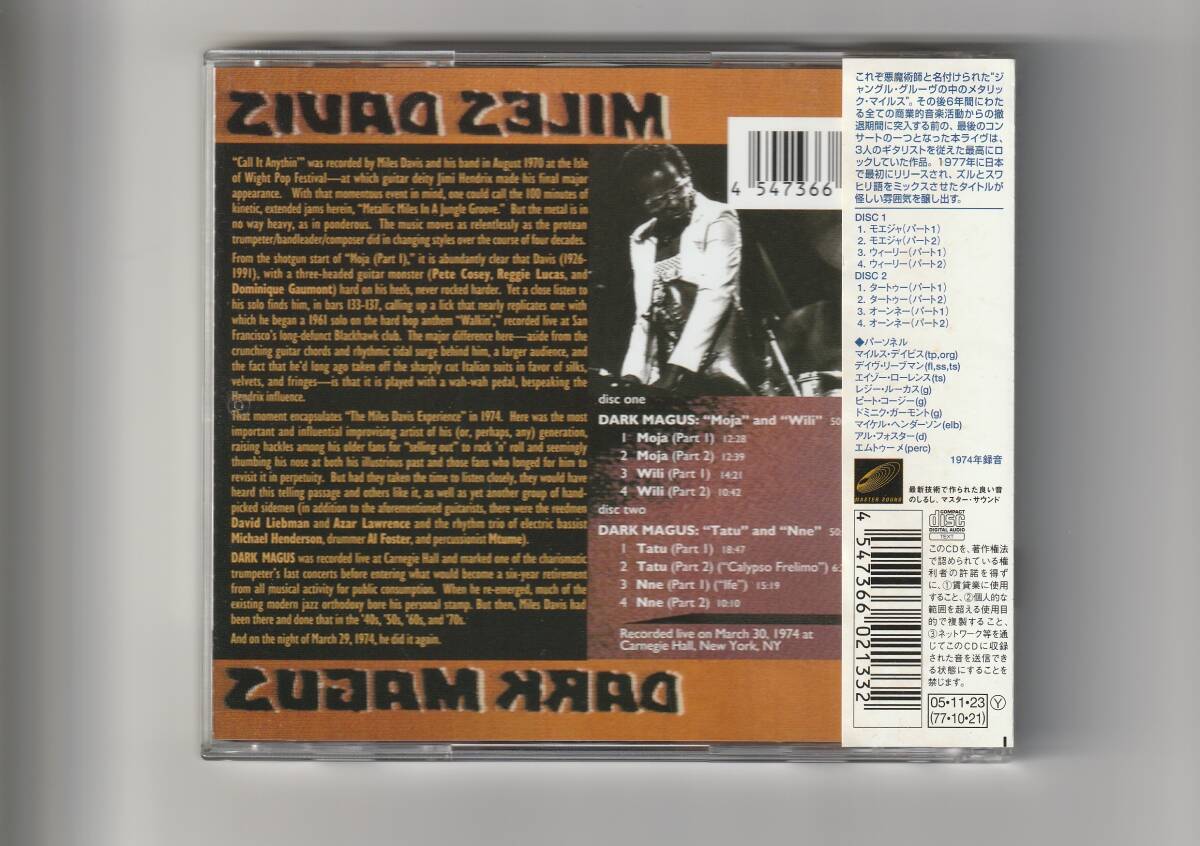 MILES DAVIS
"Call It Anythin'" was recorded by Miles Davis and his band in August 1970 at the Isle
of Wight Pop Festival—at which guitar deity Jimi Hendrix made his final major
appearance. With that momentous event in mind, one could call the 100 minutes of
kinetic, extended jams herein, "Metallic Miles In A Jungle Groove." But the metal is in
no way heavy, as in ponderous. The music moves as relentlessly as the protean
trumpeter/bandleader/composer did in changing styles over the course of four decades.
From the shotgun start of "Moja (Part I)," it is abundantly clear that Davis (1926-
1991), with a three-headed guitar monster (Pete Cosey, Reggie Lucas, and
Dominique Gaumont) hard on his heels, never rocked harder. Yet a close listen to
his solo finds him, in bars 133-137, calling up a lick that nearly replicates one with
which he began a 1961 solo on the hard bop anthem "Walkin'," recorded live at San
Francisco's long-defunct Blackhawk club. The major difference here—aside from the
crunching guitar chords and rhythmic tidal surge behind him, a larger audience, and
the fact that he'd long ago taken off the sharply cut Italian suits in favor of silks,
velvets, and fringes—is that it is played with a wah-wah pedal, bespeaking the
Hendrix influence.
That moment encapsulates "The Miles Davis Experience" in 1974. Here was the most
important and influential improvising artist of his (or, perhaps, any) generation,
raising hackles among his older fans for "selling out" to rock 'n' roll and seemingly
thumbing his nose at both his illustrious past and those fans who longed for him to
revisit it in perpetuity. But had they taken the time to listen closely, they would have
heard this telling passage and others like it, as well as yet another group of hand-
picked sidemen (in addition to the aforementioned guitarists, there were the reedmen
David Liebman and Azar Lawrence and the rhythm trio of electric bassist
Michael Henderson, drummer Al Foster, and percussionist Mtume).
DARK MAGUS was recorded live at Carnegie Hall and marked one of the charismatic
trumpeter's last concerts before entering what would become a six-year retirement
from all musical activity for public consumption. When he re-emerged, much of the
existing modern jazz orthodoxy bore his personal stamp. But then, Miles Davis had
been there and done that in the '40s, '50s, '60s, and '70s.
And on the night of March 29, 1974, he did it again.
DARK MAGUS
4 547366
disc one
DARK MAGUS: "Moja" and "Wili" 50:
1 Moja (Part 1) 12:28
2 Moja (Part 2) 12:39
3 Wili (Part 1) 14:21
4 Wili (Part 2) 10:42
disc two
DARK MAGUS: "Tatu" and "Nne" 50:
1 Tatu (Part 1) 18:47
2 Tatu (Part 2) ("Calypso Frelimo") 6:
3 Nne (Part 1) ("Ife") 15:19
4 Nne (Part 2) 10:10
Recorded live on March 30, 1974 at
Carnegie Hall, New York, NY
これぞ悪魔術師と名付けられた“ジ
ャングル・グルーヴの中のメタリッ
ク・マイルス”。その後6年間にわた
る全ての商業的音楽活動からの撤
退期間に突入する前の、最後のコン
サートの一つとなった本ライヴは、
3人のギタリストを従えた最高にロ
ックしていた作品。1977年に日本
で最初にリリースされ、ズルとスワ
ヒリ語をミックスさせたタイトルが
怪しい雰囲気を醸し出す。
DISC 1
1. モエジャ(パート1)
2. モエジャ(パート2)
3. ウィーリー(パート1)
4. ウィーリー(パート2)
DISC 2
1. タートゥー(パート1)
2. タートゥー(パート2)
3. オーンネー(パート1)
4. オーンネー(パート2)
◆パーソネル
マイルス・デイビス(tp,org)
デイヴ・リーブマン(fl,ss,ts)
エイゾー・ローレンス(ts)
レジー・ルーカス(g)
ピート・コージー(g)
ドミニク・ガーモント(g)
マイケル・ヘンダーソン(elb)
アル・フォスター(d)
エムトゥーメ(perc)
1974年録音
MASTER SOUND
最新技術で作られた良い音
のしるし、マスター・サウンド
4 547366 021332
COMPACT
disc
DIGITAL AUDIO
TEXT
このCDを、著作権法
で認められている権
利者の許諾を得ず
に、①賃貸業に使用
すること、②個人的な
範囲を超える使用目
的で複製すること、
③ネットワーク等を通
じてこのCDに収録
された音を送信でき
る状態にすることを
禁じます。
05・11・23 Ⓨ
(77・10・21)